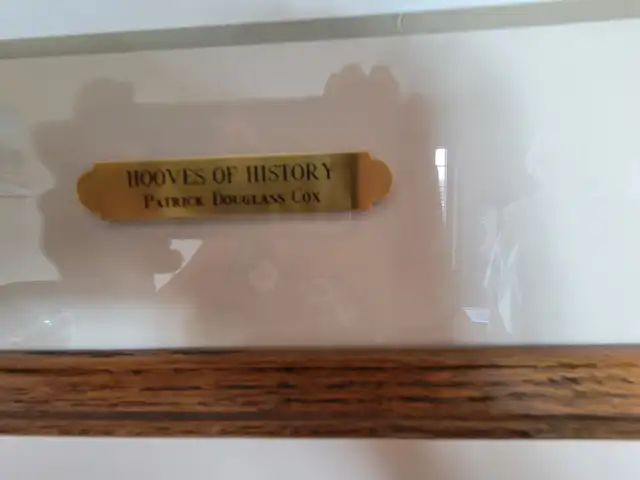 HOOVES OF HISTORY
PATRICK DOUGLASS COX